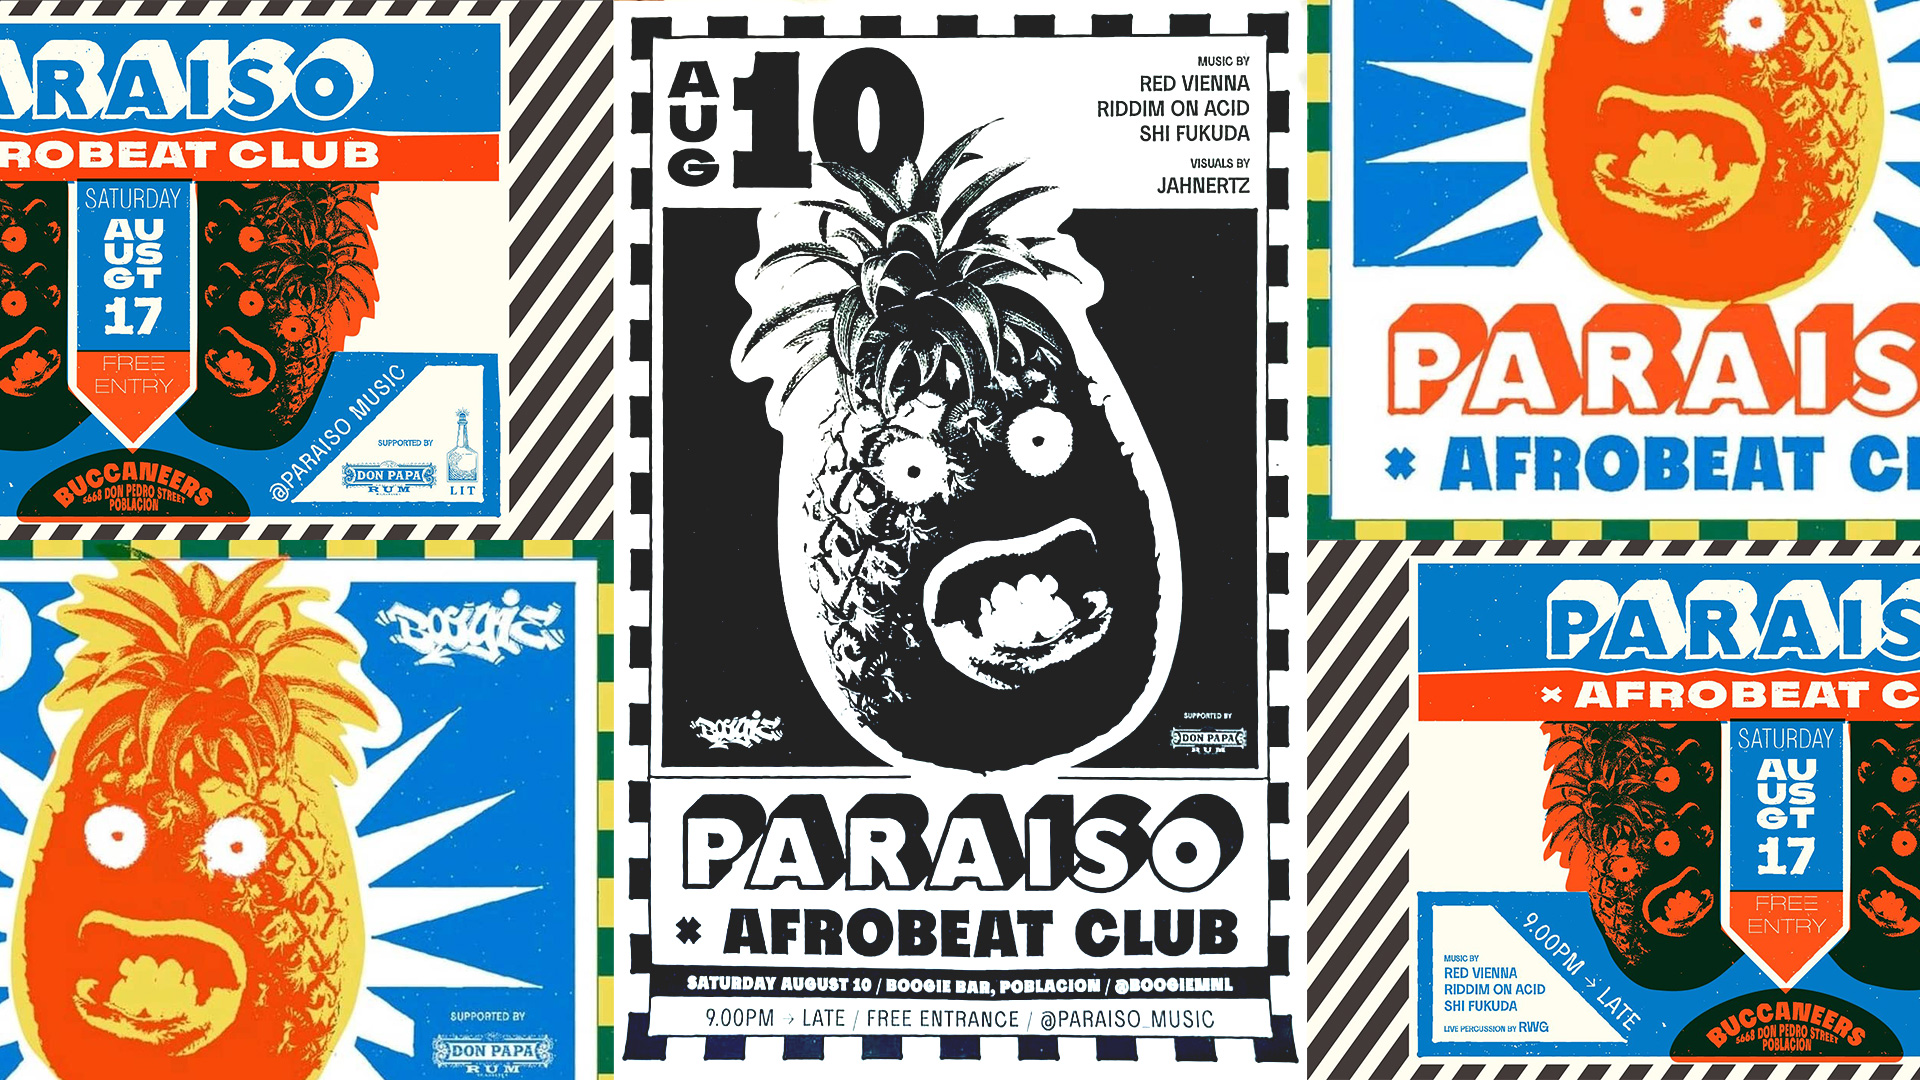 ARAISO
ROBEAT CLUB
SATURDAY
AU
US
GT
17
FREE
ENTRY
@PARAISO MUSIC
SUPPORTED BY
DON PAPA
RUM
LIT
BUCCANEERS
5668 DON PEDRO STREET
POBLACION
BOOGIE
SUPPORTED BY
DON PAPA
RUM
AUG
10
MUSIC BY
RED VIENNA
RIDDIM ON ACID
SHI FUKUDA
VISUALS BY
JAHNERTZ
BOOGIE
SUPPORTED BY
DON PAPA
RUM
PARAISO
× AFROBEAT CLUB
SATURDAY AUGUST 10 / BOOGIE BAR, POBLACION / @BOOGIEMNL
9.00PM → LATE / FREE ENTRANCE / @PARAISO_MUSIC
PARAIS
× AFROBEAT C
PARAIS
× AFROBEAT C
SATURDAY
AU
US
GT
17
FREE
ENTRY
9.00PM → LATE
MUSIC BY
RED VIENNA
RIDDIM ON ACID
SHI FUKUDA
LIVE PERCUSSION BY RWG
BUCCANEERS
5668 DON PEDRO STREET
POBLACION